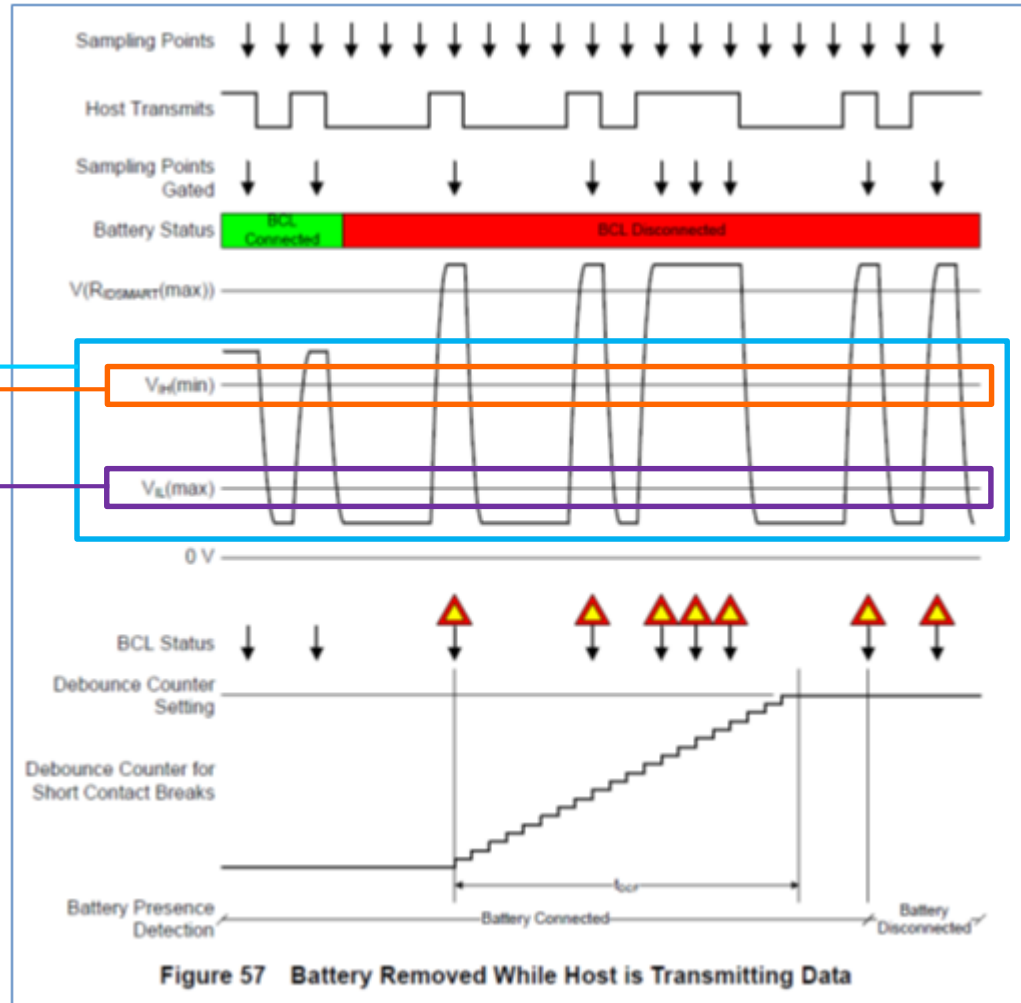 Sampling Points
Host Transmits
Sampling Points
Gated
Battery Status
BCL
Connected
BCL Disconnected
V(RIDSMART(max))
VIH(min)
VIL(max)
0 V
BCL Status
Debounce Counter
Setting
Debounce Counter for
Short Contact Breaks
Battery Presence
Detection
Battery Connected
Battery
Disconnected
Figure 57 Battery Removed While Host is Transmitting Data